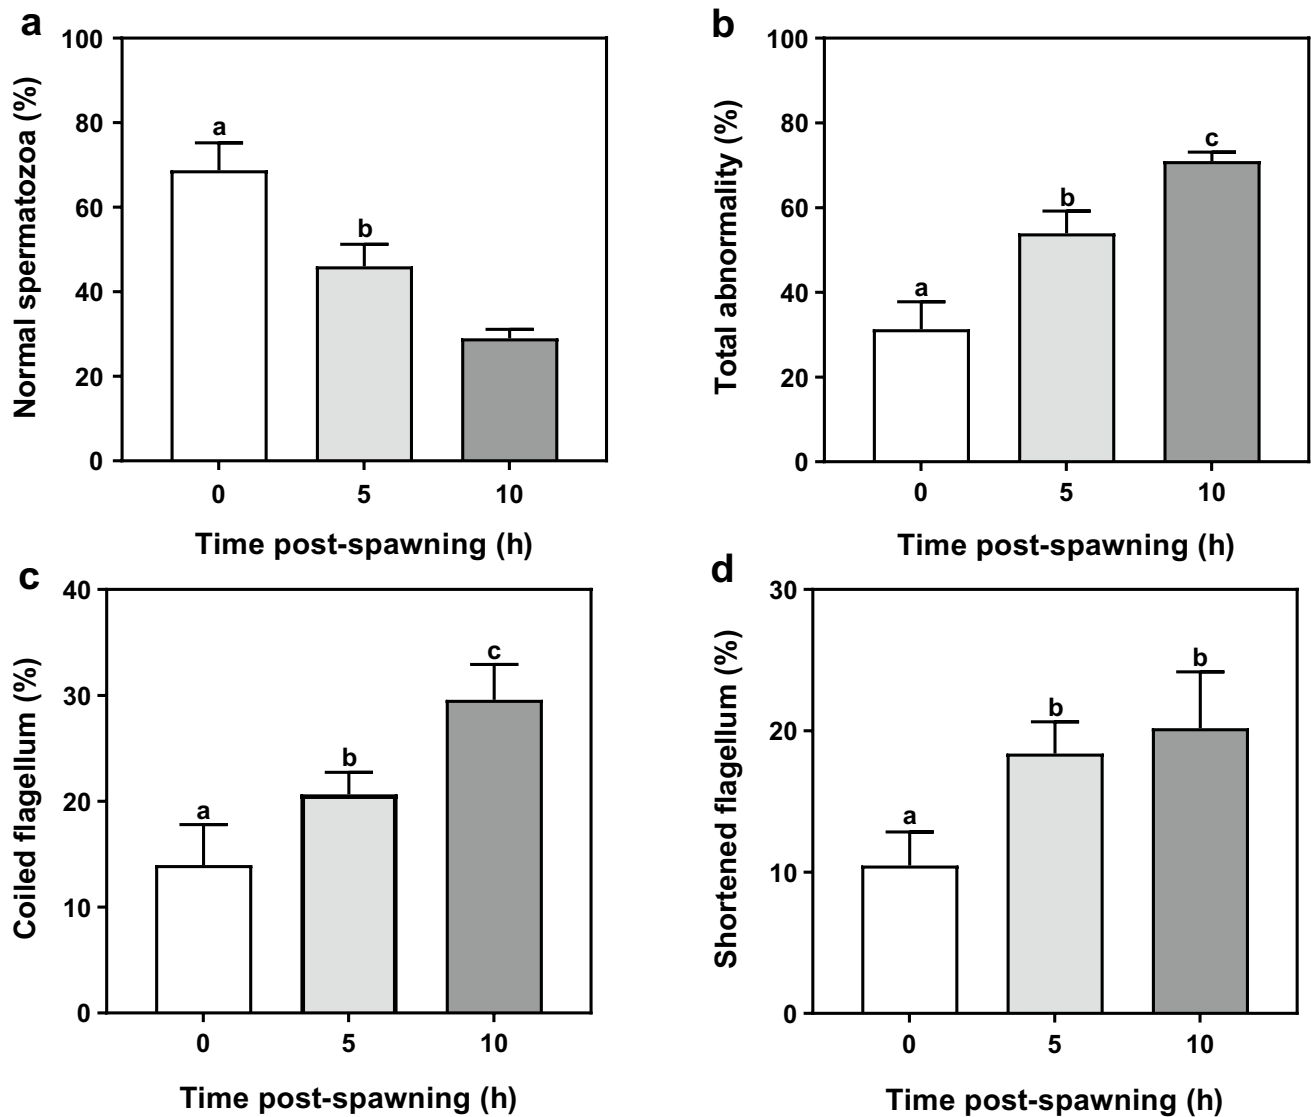 a
100
80
60
40
20
0
Normal spermatozoa (%)
a
b
0 5 10
Time post-spawning (h)
b
100
80
60
40
20
0
Total abnormality (%)
a
b
c
0 5 10
Time post-spawning (h)
c
40
30
20
10
0
Coiled flagellum (%)
a
b
c
0 5 10
Time post-spawning (h)
d
30
20
10
0
Shortened flagellum (%)
a
b
b
0 5 10
Time post-spawning (h)